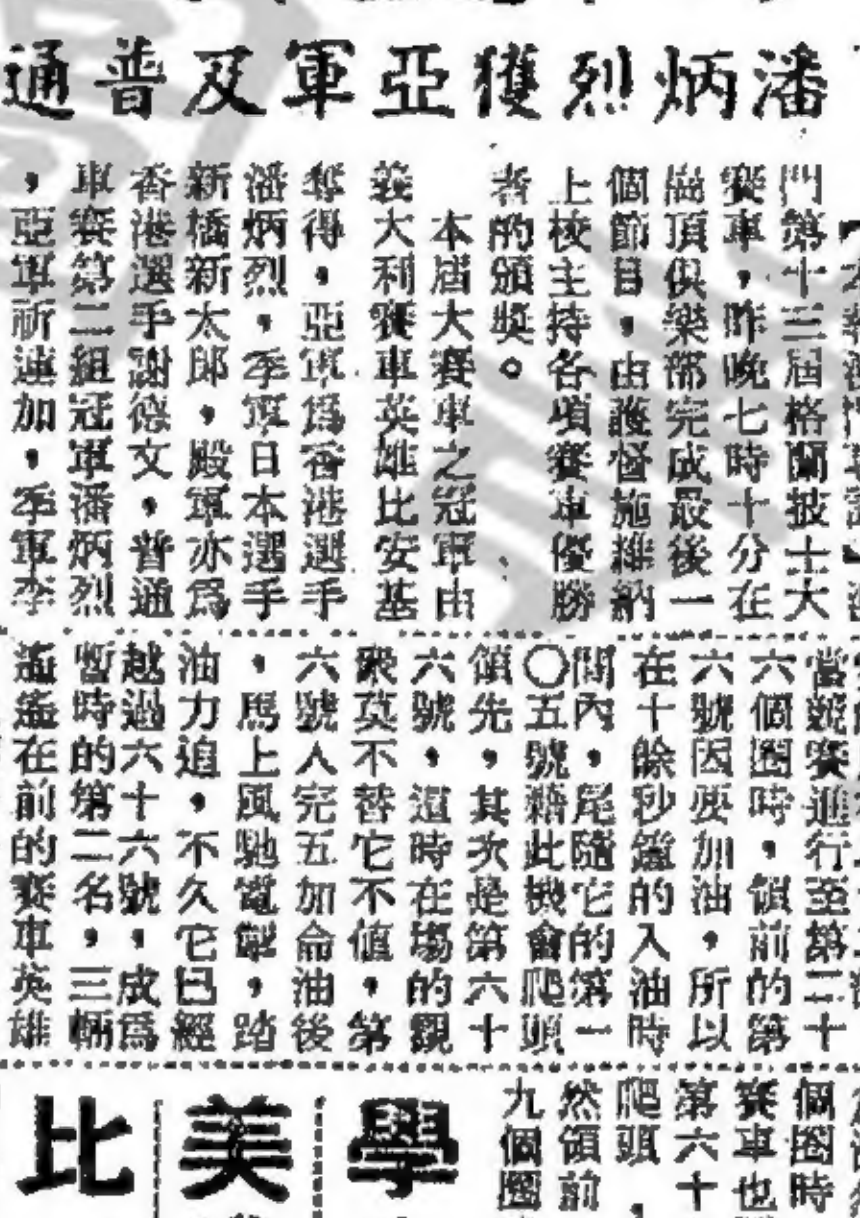 潘炳烈獲亞軍及普通
門第十三屆格蘭披士大
賽車，昨晚七時十分在
崗頂俱樂部完成最後一
個節目，由護督施維納
上校主持各項賽車優勝
者的頒獎。
本屆大賽車之冠軍由
義大利賽車英雄比安基
奪得，亞軍爲香港選手
潘炳烈，季軍日本選手
新橋新太郎，殿軍亦爲
香港選手謝德文，普通
車賽第二組冠軍潘炳烈
，亞軍祈連加，季軍李
當競賽進行至第二十
六個圈時，領前的第
六號因要加油，所以
在十餘秒鐘的入油時
間內，尾隨它的第一
〇五號藉此機會爬頭
領先，其次是第六十
六號，這時在場的觀
衆莫不替它不值，第
六號人完五加侖油後
，馬上風馳電掣，踏
油力追，不久它已經
越過六十六號，成爲
暫時的第二名，三輛
遙遙在前的賽車英雄
個圈時
賽車也
第六十
爬頭，
然領前
九個圈
學
美
比